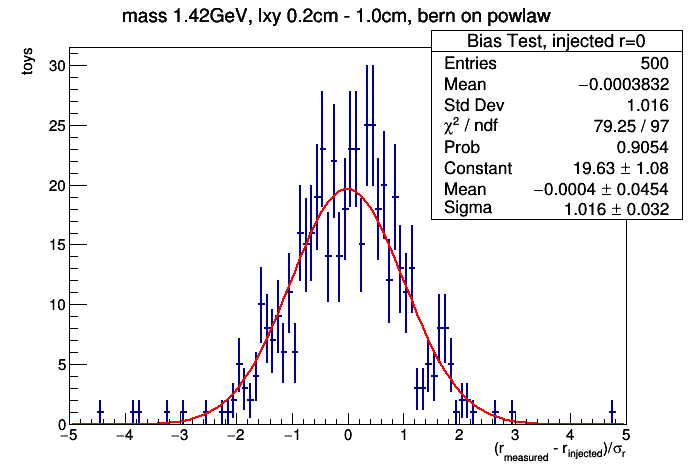 mass 1.42GeV, lxy 0.2cm - 1.0cm, bern on powlaw
Bias Test, injected r=0
Entries 500
Mean −0.0003832
Std Dev 1.016
χ² / ndf 79.25 / 97
Prob 0.9054
Constant 19.63 ± 1.08
Mean −0.0004 ± 0.0454
Sigma 1.016 ± 0.032
toys
30
25
20
15
10
5
0
−5 −4 −3 −2 −1 0 1 2 3 4 5
(r_measured - r_injected)/σ_r